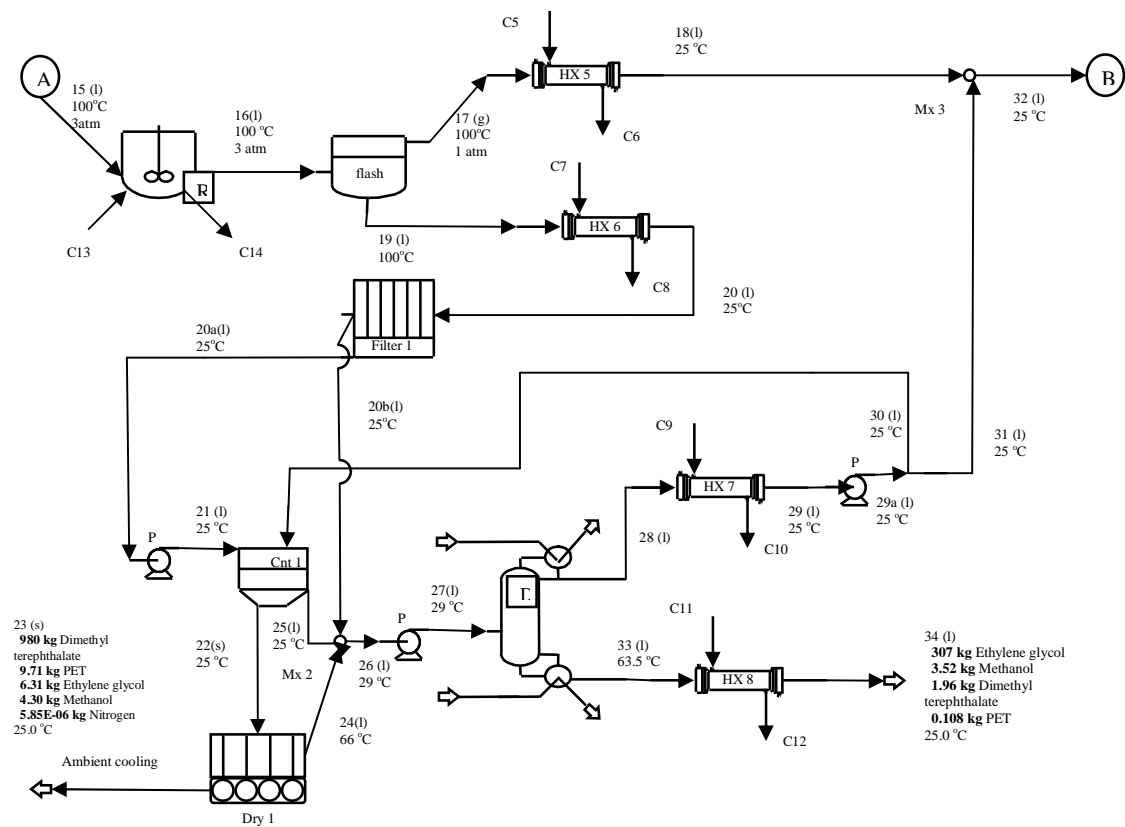 C5
18(l)
25 °C
A
HX 5
B
15 (l)
100°C
3atm
16(l)
100 °C
3 atm
17 (g)
100°C
1 atm
Mx 3
32 (l)
25 °C
C6
C7
flash
R
HX 6
C13
C14
19 (l)
100°C
C8
20 (l)
25°C
20a(l)
25°C
Filter 1
20b(l)
25°C
C9
30 (l)
25 °C
31 (l)
25 °C
P
HX 7
21 (l)
25 °C
29 (l)
25 °C
29a (l)
25 °C
P
28 (l)
C10
Cnt 1
27(l)
29 °C
C11
P
23 (s)
980 kg Dimethyl
terephthalate
9.71 kg PET
6.31 kg Ethylene glycol
4.30 kg Methanol
5.85E-06 kg Nitrogen
25.0 °C
22(s)
25 °C
25(l)
25 °C
Mx 2
26 (l)
29 °C
33 (l)
63.5 °C
HX 8
34 (l)
307 kg Ethylene glycol
3.52 kg Methanol
1.96 kg Dimethyl
terephthalate
0.108 kg PET
25.0 °C
24(l)
66 °C
C12
Ambient cooling
Dry 1